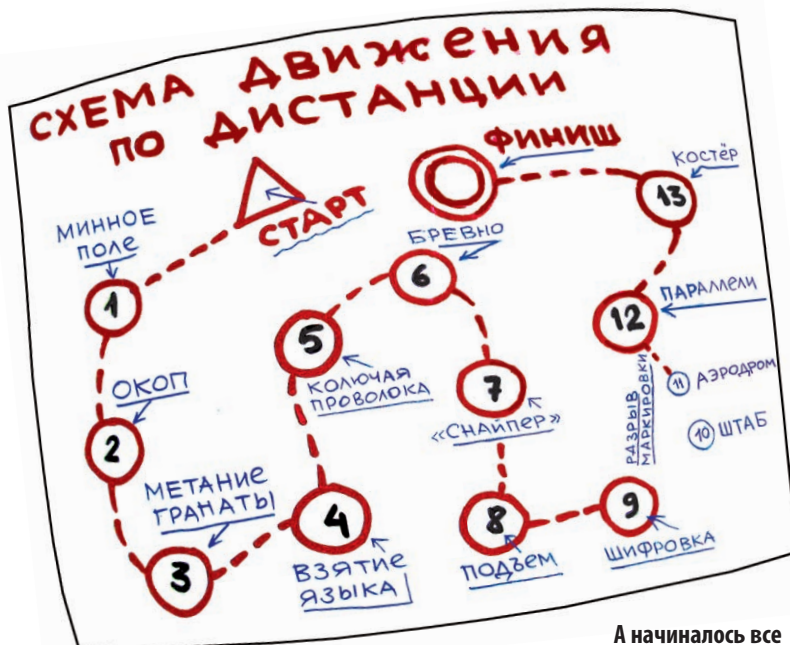 СХЕМА ДВИЖЕНИЯ
ПО ДИСТАНЦИИ
СТАРТ
ФИНИШ
МИННОЕ
ПОЛЕ
1
ОКОП
2
МЕТАНИЕ
ГРАНАТЫ
3
4
ВЗЯТИЕ
ЯЗЫКА
5
КОЛЮЧАЯ
ПРОВОЛОКА
БРЕВНО
6
7
«СНАЙПЕР»
8
ПОДЪЕМ
9
ШИФРОВКА
РАЗРЫВ
МАРКИРОВКИ
10 ШТАБ
11 АЭРОДРОМ
12
ПАРАЛЛЕЛИ
13
КОСТЁР
А начиналось все